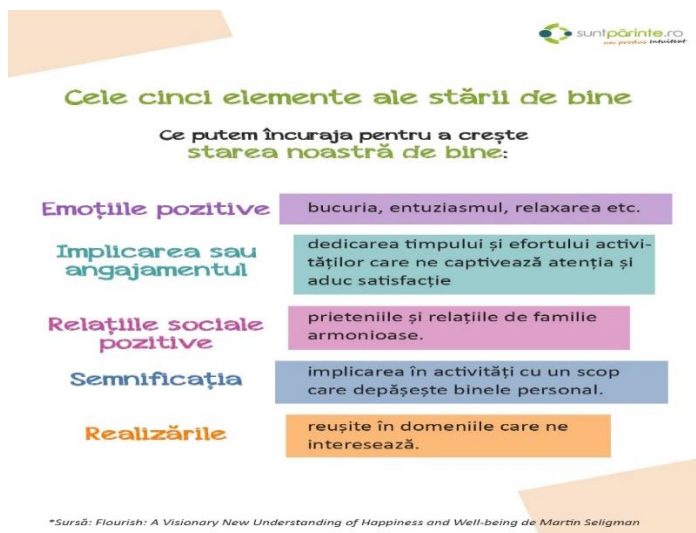 suntpărinte.ro
un produs Intuitext
Cele cinci elemente ale stării de bine
Ce putem încuraja pentru a crește
starea noastră de bine:
Emoțiile pozitive
bucuria, entuziasmul, relaxarea etc.
Implicarea sau
angajamentul
dedicarea timpului și efortului activi-
tăților care ne captivează atenția și
aduc satisfacție
Relațiile sociale
pozitive
prieteniile și relațiile de familie
armonioase.
Semnificația
implicarea în activități cu un scop
care depășește binele personal.
Realizările
reușite în domeniile care ne
interesează.
*Sursă: Flourish: A Visionary New Understanding of Happiness and Well-being de Martin Seligman